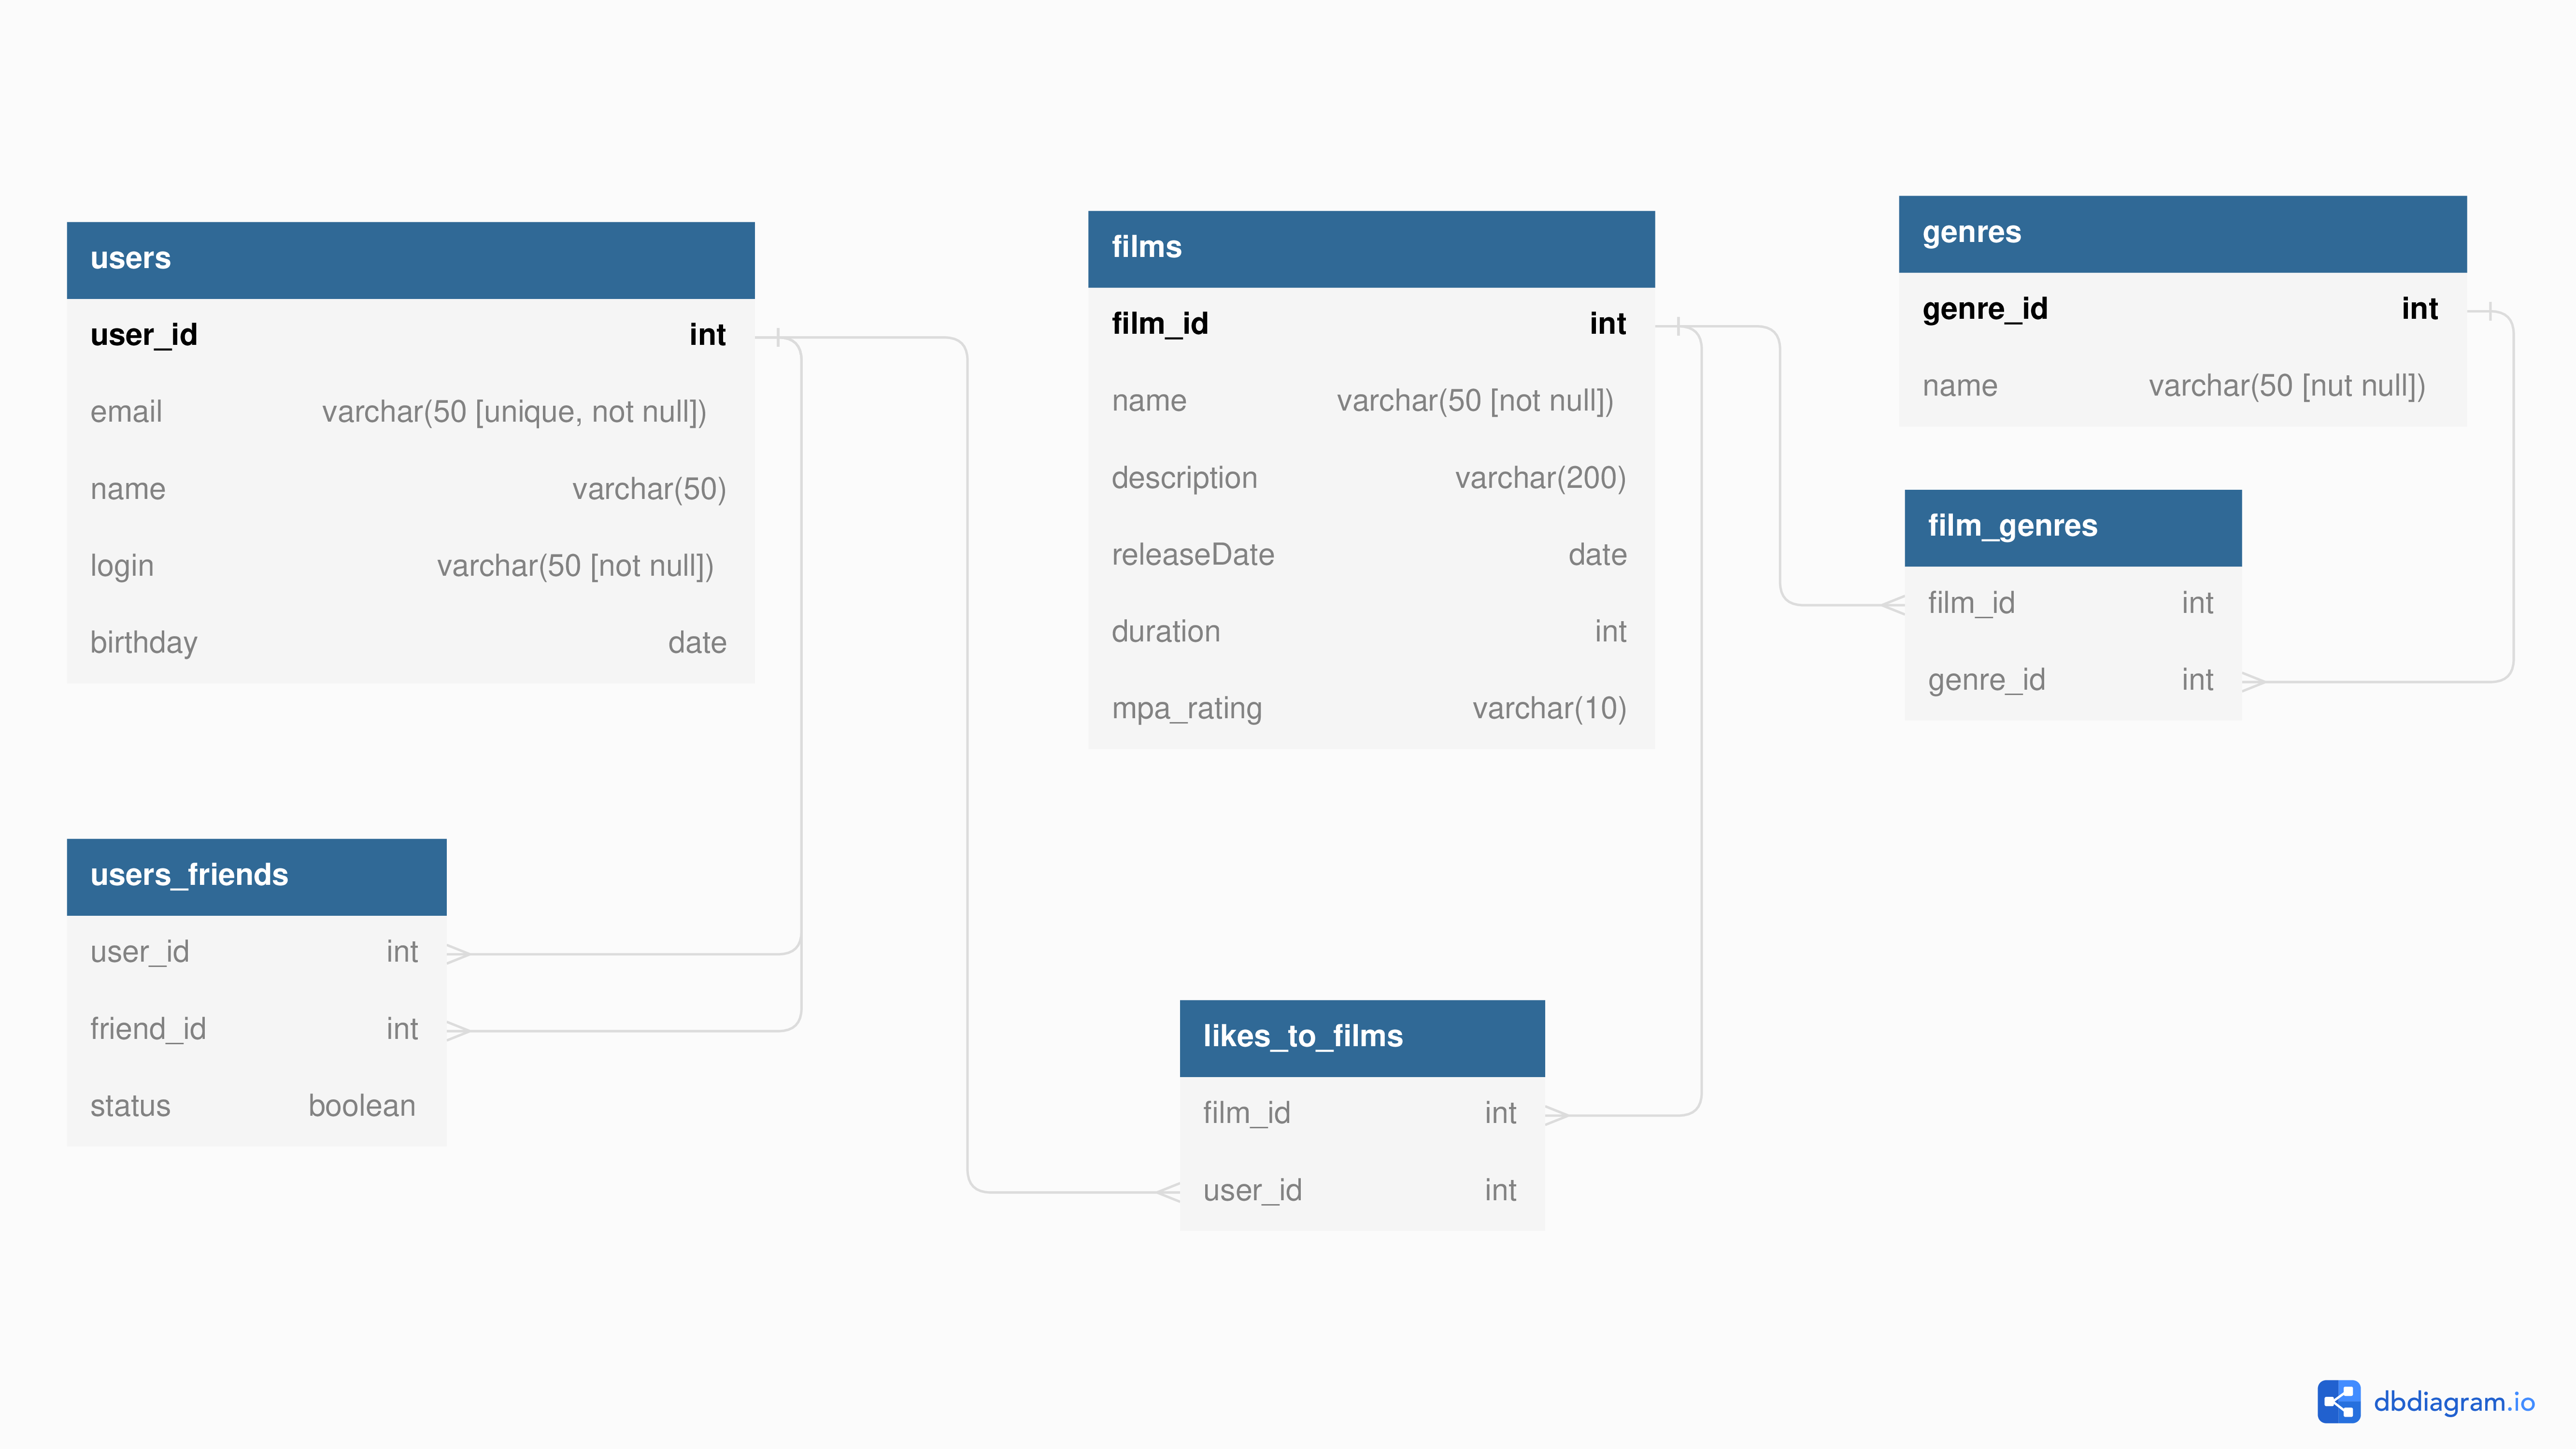 users
user_id int
email varchar(50 [unique, not null])
name varchar(50)
login varchar(50 [not null])
birthday date
users_friends
user_id int
friend_id int
status boolean
films
film_id int
name varchar(50 [not null])
description varchar(200)
releaseDate date
duration int
mpa_rating varchar(10)
likes_to_films
film_id int
user_id int
genres
genre_id int
name varchar(50 [nut null])
film_genres
film_id int
genre_id int
dbdiagram.io